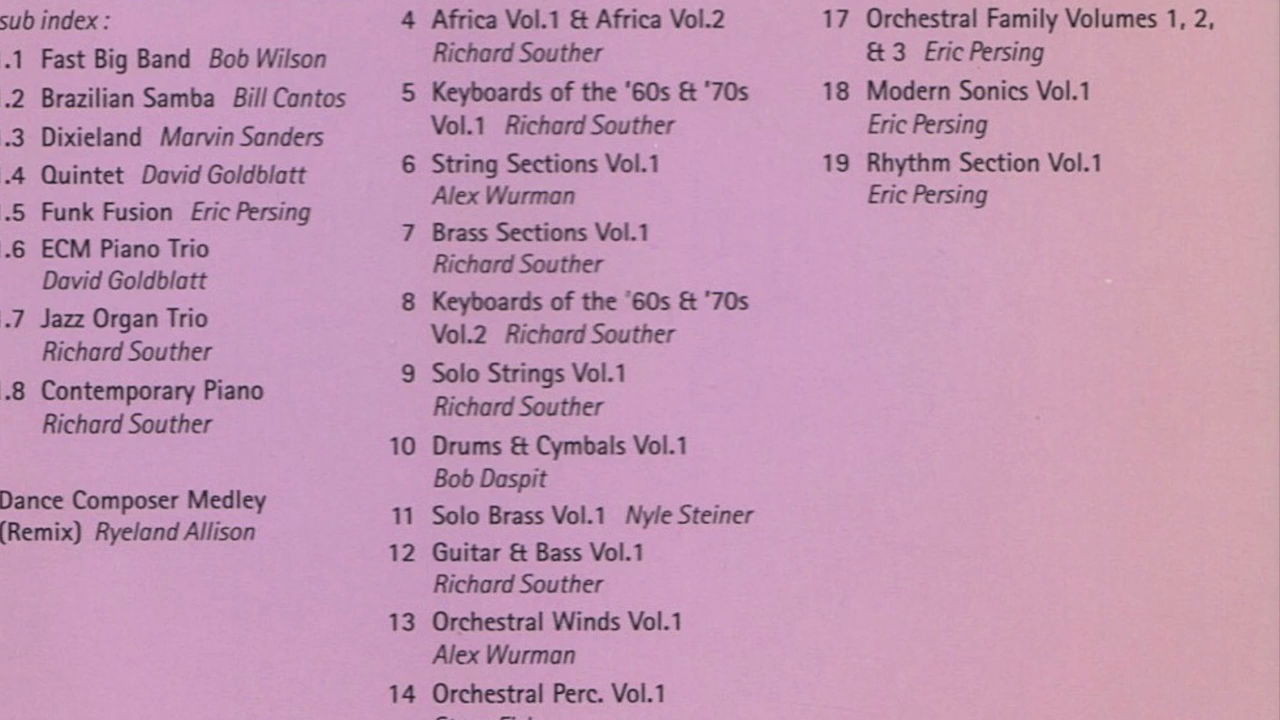 sub index :
.1 Fast Big Band Bob Wilson
.2 Brazilian Samba Bill Cantos
.3 Dixieland Marvin Sanders
.4 Quintet David Goldblatt
.5 Funk Fusion Eric Persing
.6 ECM Piano Trio
David Goldblatt
.7 Jazz Organ Trio
Richard Souther
.8 Contemporary Piano
Richard Souther
Dance Composer Medley
(Remix) Ryeland Allison
4 Africa Vol.1 & Africa Vol.2
Richard Souther
5 Keyboards of the '60s & '70s
Vol.1 Richard Souther
6 String Sections Vol.1
Alex Wurman
7 Brass Sections Vol.1
Richard Souther
8 Keyboards of the '60s & '70s
Vol.2 Richard Souther
9 Solo Strings Vol.1
Richard Souther
10 Drums & Cymbals Vol.1
Bob Daspit
11 Solo Brass Vol.1 Nyle Steiner
12 Guitar & Bass Vol.1
Richard Souther
13 Orchestral Winds Vol.1
Alex Wurman
14 Orchestral Perc. Vol.1
17 Orchestral Family Volumes 1, 2,
& 3 Eric Persing
18 Modern Sonics Vol.1
Eric Persing
19 Rhythm Section Vol.1
Eric Persing